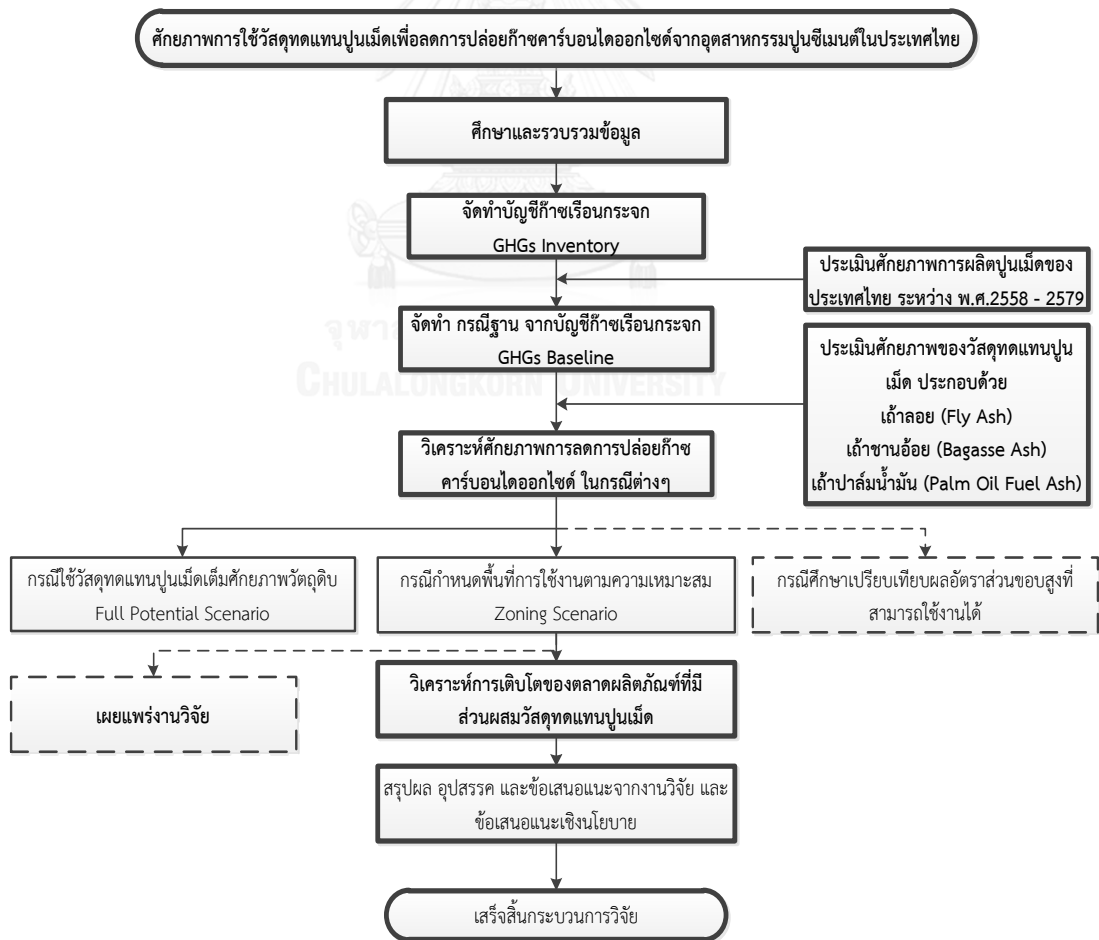 ศักยภาพการใช้วัสดุทดแทนปูนเม็ดเพื่อลดการปล่อยก๊าซคาร์บอนไดออกไซด์จากอุตสาหกรรมปูนซีเมนต์ในประเทศไทย
ศึกษาและรวบรวมข้อมูล
จัดทำบัญชีก๊าซเรือนกระจก
GHGs Inventory
ประเมินศักยภาพการผลิตปูนเม็ดของ
ประเทศไทย ระหว่าง พ.ศ.2558 - 2579
จัดทำ กรณีฐาน จากบัญชีก๊าซเรือนกระจก
GHGs Baseline
CHULALONGKORN UNIVERSITY
ประเมินศักยภาพของวัสดุทดแทนปูน
เม็ด ประกอบด้วย
เถ้าลอย (Fly Ash)
เถ้าชานอ้อย (Bagasse Ash)
เถ้าปาล์มน้ำมัน (Palm Oil Fuel Ash)
วิเคราะห์ศักยภาพการลดการปล่อยก๊าซ
คาร์บอนไดออกไซด์ ในกรณีต่างๆ
กรณีใช้วัสดุทดแทนปูนเม็ดเต็มศักยภาพวัตถุดิบ
Full Potential Scenario
กรณีกำหนดพื้นที่การใช้งานตามความเหมาะสม
Zoning Scenario
กรณีศึกษาเปรียบเทียบผลอัตราส่วนขอบสูงที่
สามารถใช้งานได้
เผยแพร่งานวิจัย
วิเคราะห์การเติบโตของตลาดผลิตภัณฑ์ที่มี
ส่วนผสมวัสดุทดแทนปูนเม็ด
สรุปผล อุปสรรค และข้อเสนอแนะจากงานวิจัย และ
ข้อเสนอแนะเชิงนโยบาย
เสร็จสิ้นกระบวนการวิจัย